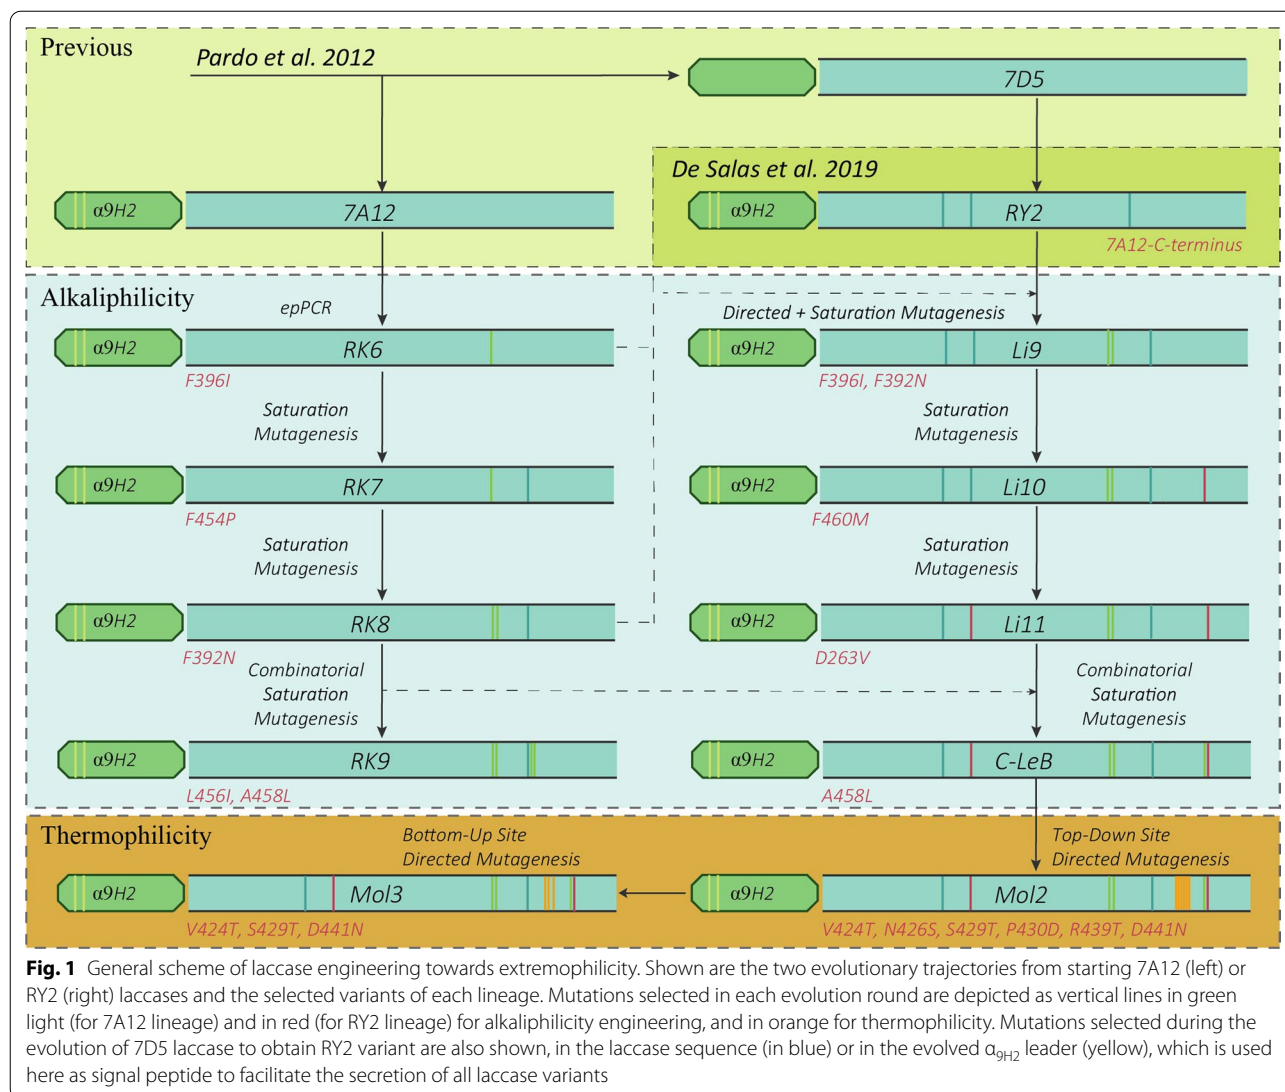 Previous
Pardo et al. 2012
7D5
De Salas et al. 2019
α9H2
7A12
α9H2
RY2
7A12-C-terminus
Alkaliphilicity
epPCR
Directed + Saturation Mutagenesis
α9H2
RK6
F396I
α9H2
Li9
F396I, F392N
Saturation
Mutagenesis
Saturation
Mutagenesis
α9H2
RK7
F454P
α9H2
Li10
F460M
Saturation
Mutagenesis
Saturation
Mutagenesis
α9H2
RK8
F392N
α9H2
Li11
D263V
Combinatorial
Saturation
Mutagenesis
Combinatorial
Saturation
Mutagenesis
α9H2
RK9
L456I, A458L
α9H2
C-LeB
A458L
Thermophilicity
Bottom-Up Site
Directed Mutagenesis
Top-Down Site
Directed Mutagenesis
α9H2
Mol3
V424T, S429T, D441N
α9H2
Mol2
V424T, N426S, S429T, P430D, R439T, D441N
Fig. 1 General scheme of laccase engineering towards extremophilicity. Shown are the two evolutionary trajectories from starting 7A12 (left) or
RY2 (right) laccases and the selected variants of each lineage. Mutations selected in each evolution round are depicted as vertical lines in green
light (for 7A12 lineage) and in red (for RY2 lineage) for alkaliphilicity engineering, and in orange for thermophilicity. Mutations selected during the
evolution of 7D5 laccase to obtain RY2 variant are also shown, in the laccase sequence (in blue) or in the evolved α9H2 leader (yellow), which is used
here as signal peptide to facilitate the secretion of all laccase variants